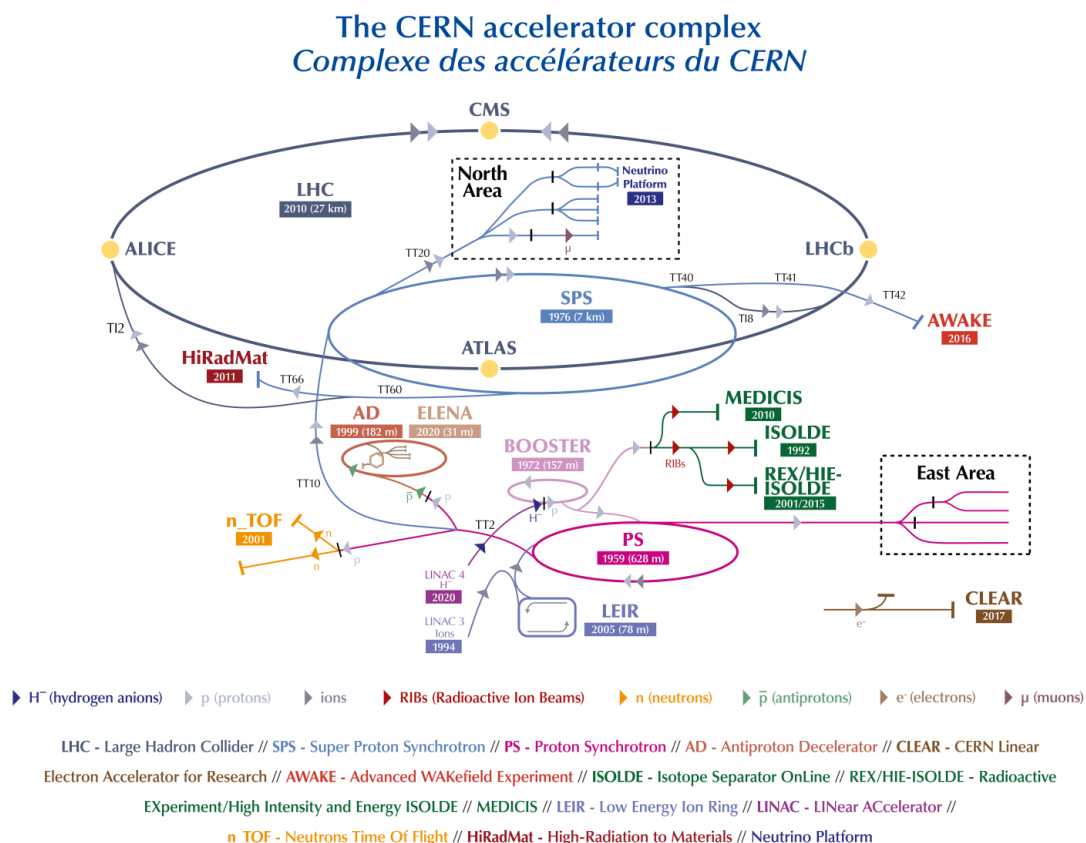 The CERN accelerator complex
Complexe des accélérateurs du CERN
CMS
North
Area
Neutrino
Platform
2013
LHC
2010 (27 km)
µ
ALICE
LHCb
TT20
TT40
TT41
TT42
SPS
1976 (7 km)
TI8
AWAKE
2016
TI2
ATLAS
HiRadMat
2011
TT66
TT60
MEDICIS
2010
AD
1999 (182 m)
ELENA
2020 (31 m)
ISOLDE
1992
BOOSTER
1972 (157 m)
RIBs
REX/HIE-
ISOLDE
2001/2015
East Area
TT10
p̅
p
TT2
H⁻
p
n_TOF
2001
n
n
p
PS
1959 (628 m)
LINAC 4
H⁻
2020
LINAC 3
Ions
1994
LEIR
2005 (78 m)
CLEAR
2017
e⁻
H⁻ (hydrogen anions)
p (protons)
ions
RIBs (Radioactive Ion Beams)
n (neutrons)
p̅ (antiprotons)
e⁻ (electrons)
µ (muons)
LHC - Large Hadron Collider // SPS - Super Proton Synchrotron // PS - Proton Synchrotron // AD - Antiproton Decelerator // CLEAR - CERN Linear
Electron Accelerator for Research // AWAKE - Advanced WAKefield Experiment // ISOLDE - Isotope Separator OnLine // REX/HIE-ISOLDE - Radioactive
EXperiment/High Intensity and Energy ISOLDE // MEDICIS // LEIR - Low Energy Ion Ring // LINAC - LINear ACcelerator //
n_TOF - Neutrons Time Of Flight // HiRadMat - High-Radiation to Materials // Neutrino Platform